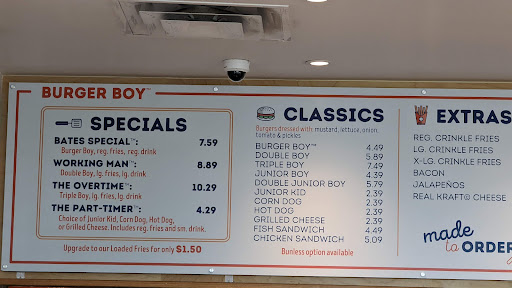 BURGER BOY™
SPECIALS
BATES SPECIAL™: 7.59
Burger Boy, reg. fries, reg. drink
WORKING MAN™: 8.89
Double Boy, lg. fries, lg. drink
THE OVERTIME™: 10.29
Triple Boy, lg. fries, lg. drink
THE PART-TIMER™: 4.29
Choice of Junior Kid, Corn Dog, Hot Dog,
or Grilled Cheese. Includes reg. fries and sm. drink.
Upgrade to our Loaded Fries for only $1.50
CLASSICS
Burgers dressed with: mustard, lettuce, onion,
tomato & pickles
BURGER BOY™ 4.49
DOUBLE BOY 5.89
TRIPLE BOY 7.49
JUNIOR BOY 4.39
DOUBLE JUNIOR BOY 5.79
JUNIOR KID 2.39
CORN DOG 2.39
HOT DOG 2.39
GRILLED CHEESE 2.39
FISH SANDWICH 4.49
CHICKEN SANDWICH 5.09
Bunless option available
EXTRAS
REG. CRINKLE FRIES
LG. CRINKLE FRIES
X-LG. CRINKLE FRIES
BACON
JALAPEÑOS
REAL KRAFT® CHEESE
made
to ORDER